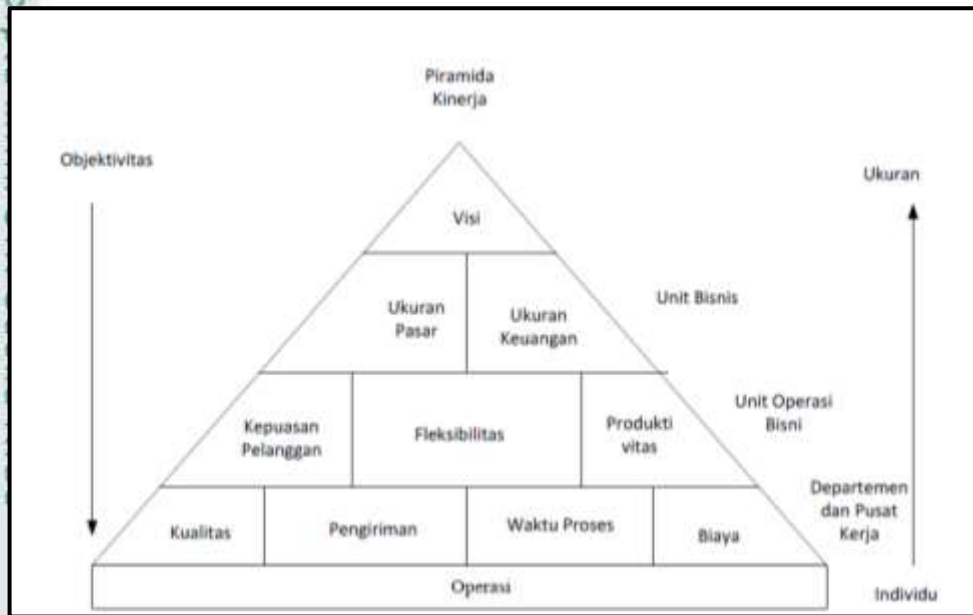 Piramida
Kinerja
Objektivitas
Ukuran
Visi
Ukuran
Pasar
Ukuran
Keuangan
Unit Bisnis
Kepuasan
Pelanggan
Fleksibilitas
Produkti
vitas
Unit Operasi
Bisni
Kualitas
Pengiriman
Waktu Proses
Biaya
Departemen
dan Pusat
Kerja
Operasi
Individu